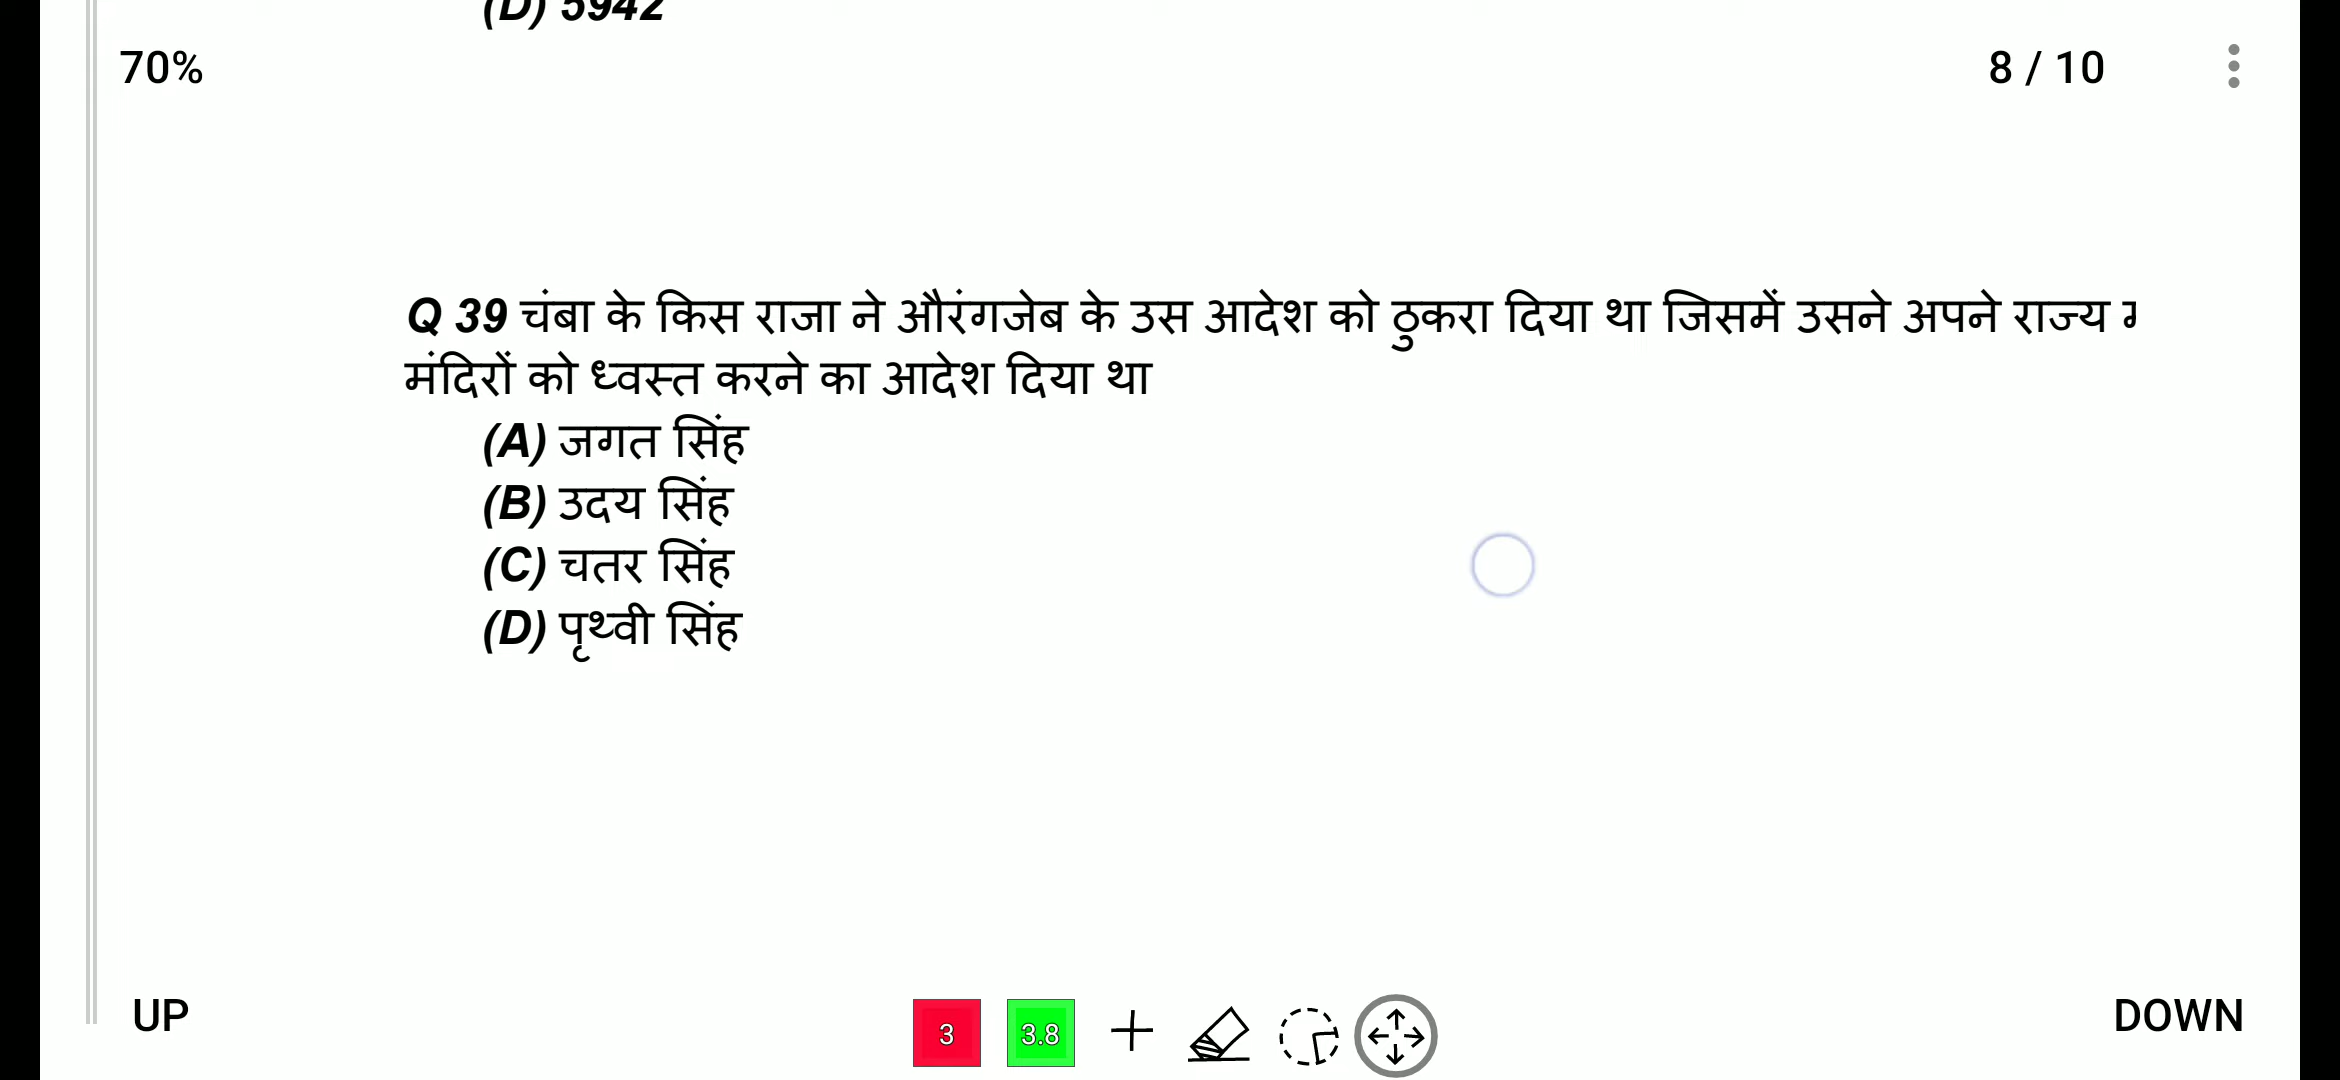 (D) 5942
70%
8 / 10
Q 39 चंबा के किस राजा ने औरंगजेब के उस आदेश को ठुकरा दिया था जिसमें उसने अपने राज्य
मंदिरों को ध्वस्त करने का आदेश दिया था
(A) जगत सिंह
(B) उदय सिंह
(C) चतर सिंह
(D) पृथ्वी सिंह
UP
3
3.8
DOWN